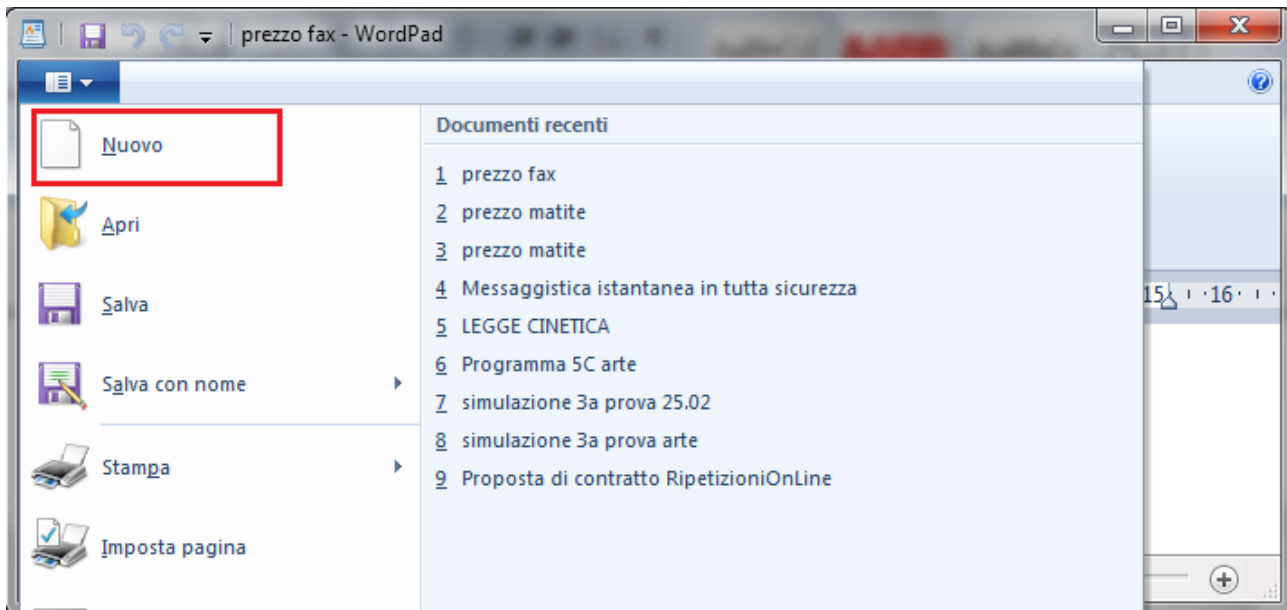 prezzo fax - WordPad
Nuovo
Apri
Salva
Salva con nome
Stampa
Imposta pagina
Documenti recenti
1 prezzo fax
2 prezzo matite
3 prezzo matite
4 Messaggistica istantanea in tutta sicurezza
5 LEGGE CINETICA
6 Programma 5C arte
7 simulazione 3a prova 25.02
8 simulazione 3a prova arte
9 Proposta di contratto RipetizioniOnLine
15 16